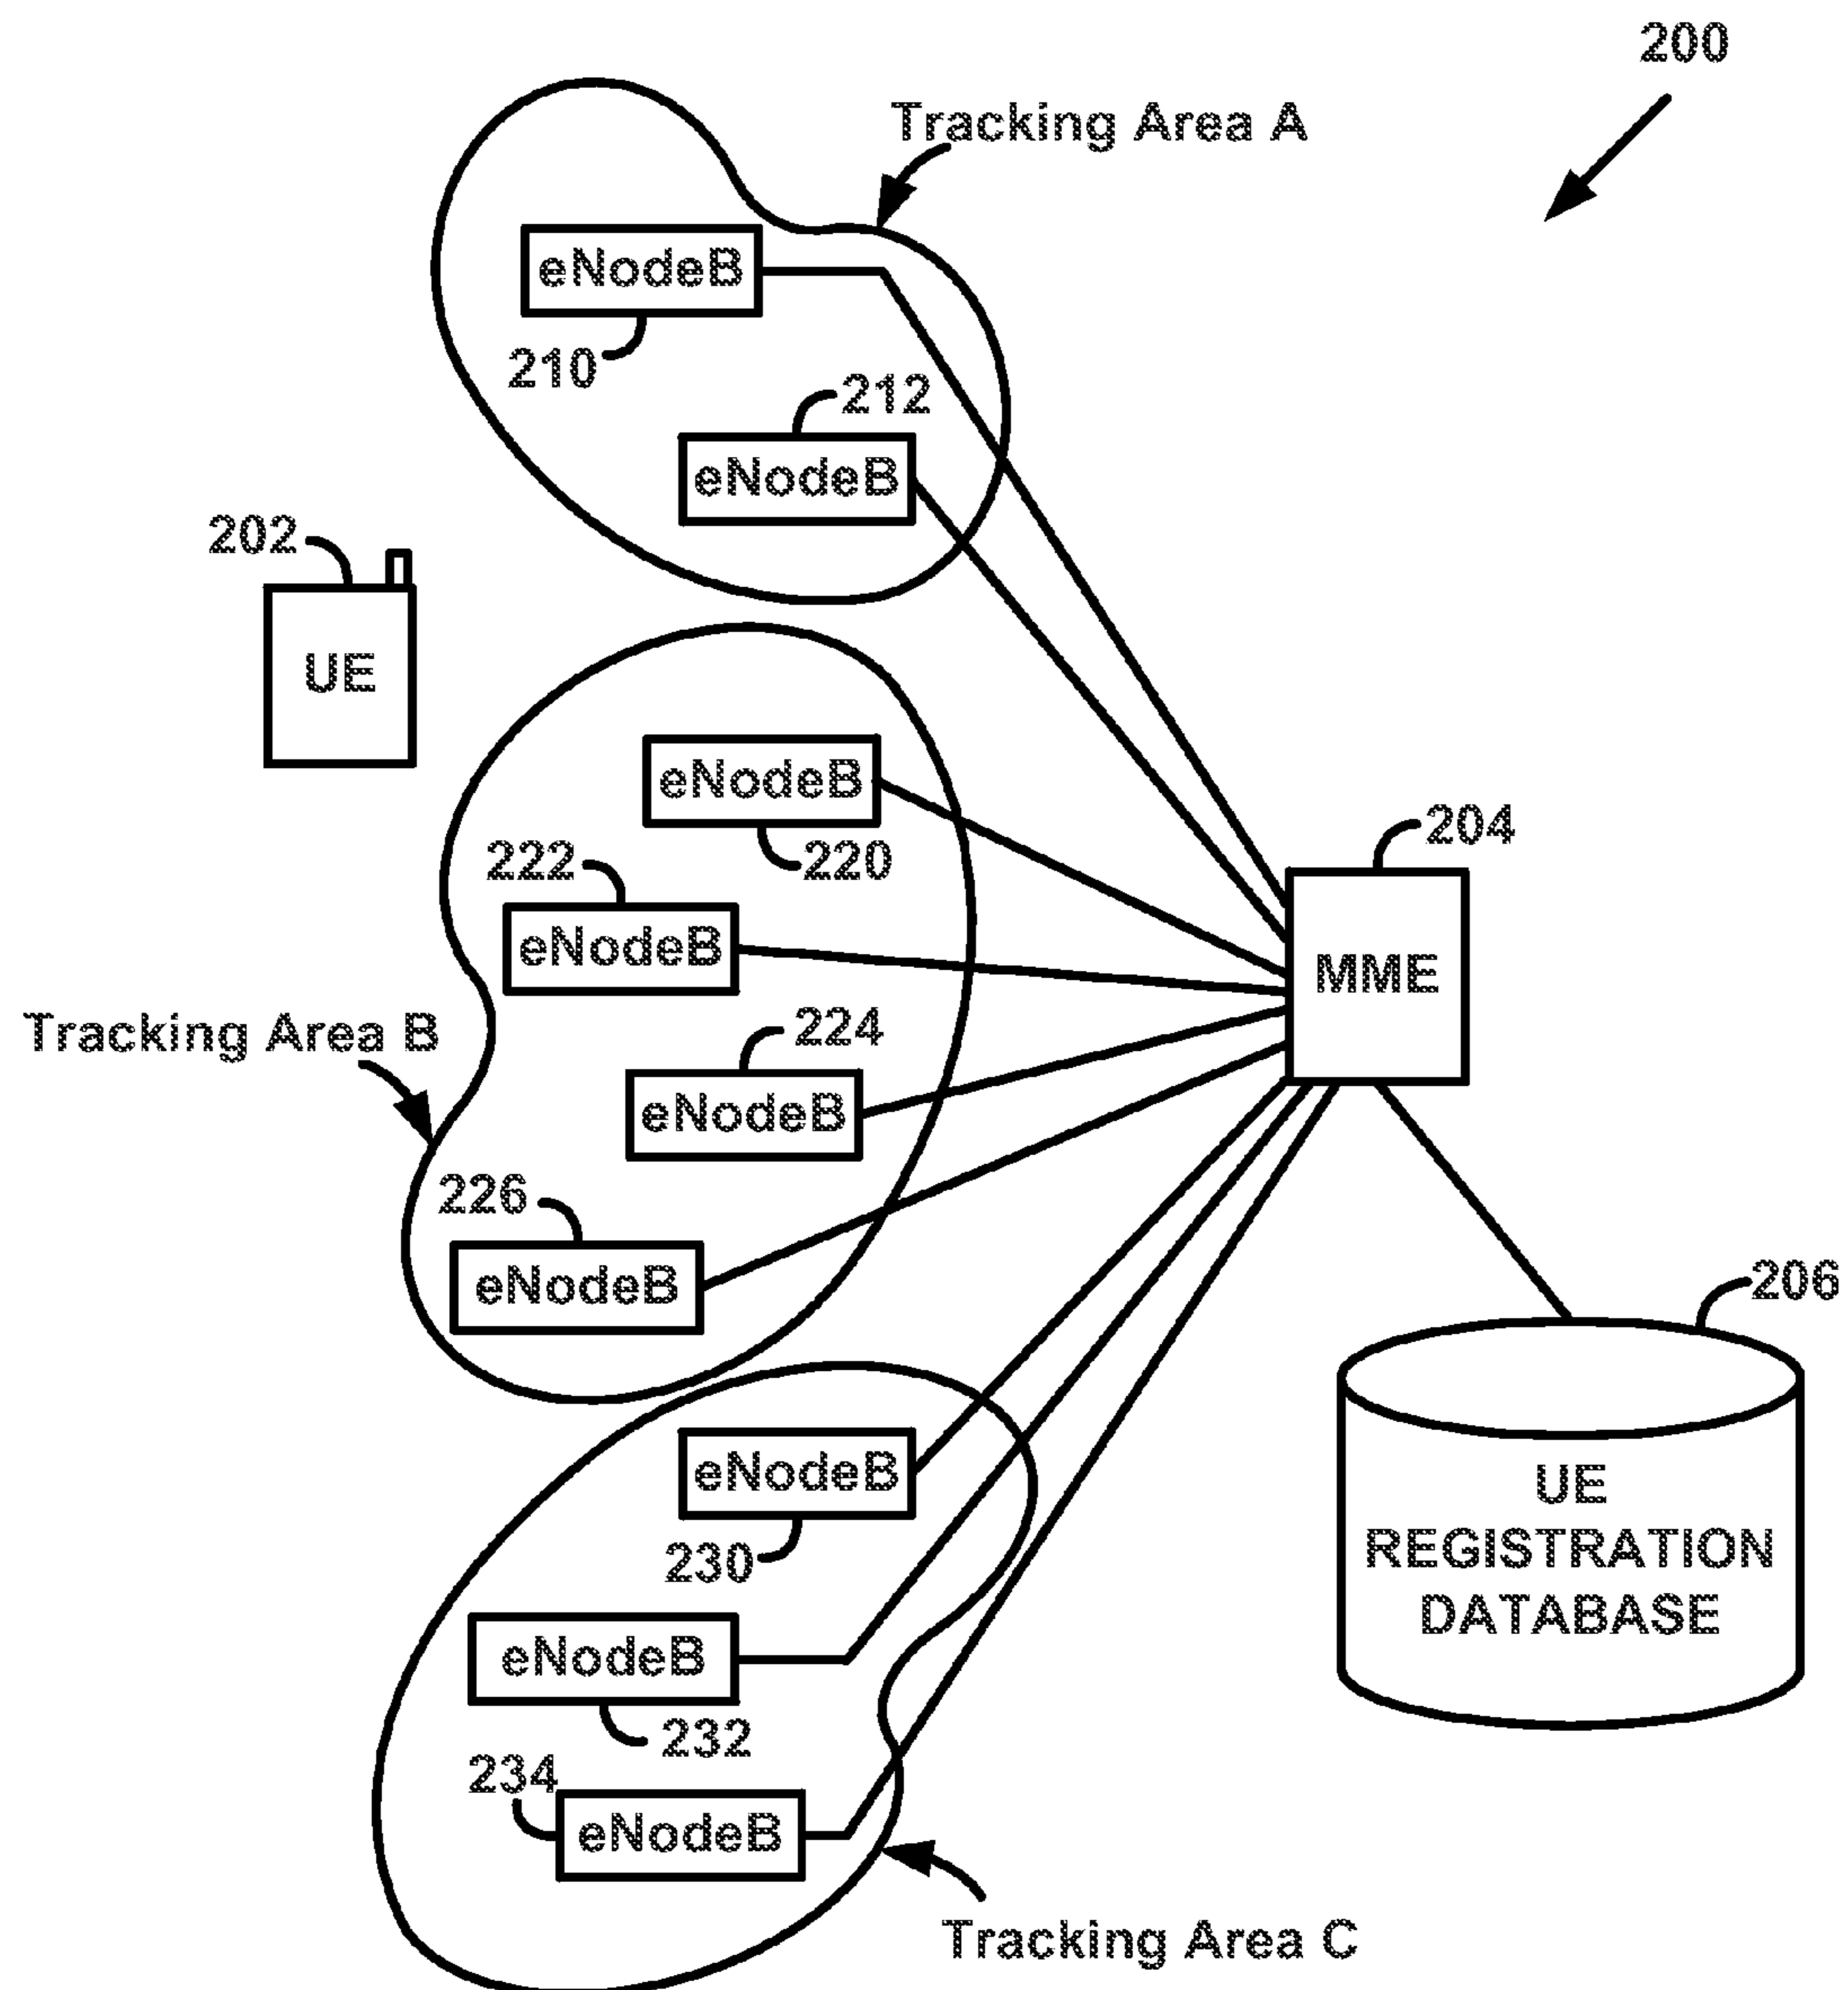 200
Tracking Area A
eNodeB
210
212
eNodeB
202
UE
eNodeB
220
222
eNodeB
204
MME
Tracking Area B
224
eNodeB
226
eNodeB
206
UE
REGISTRATION
DATABASE
eNodeB
230
eNodeB
232
234
eNodeB
Tracking Area C